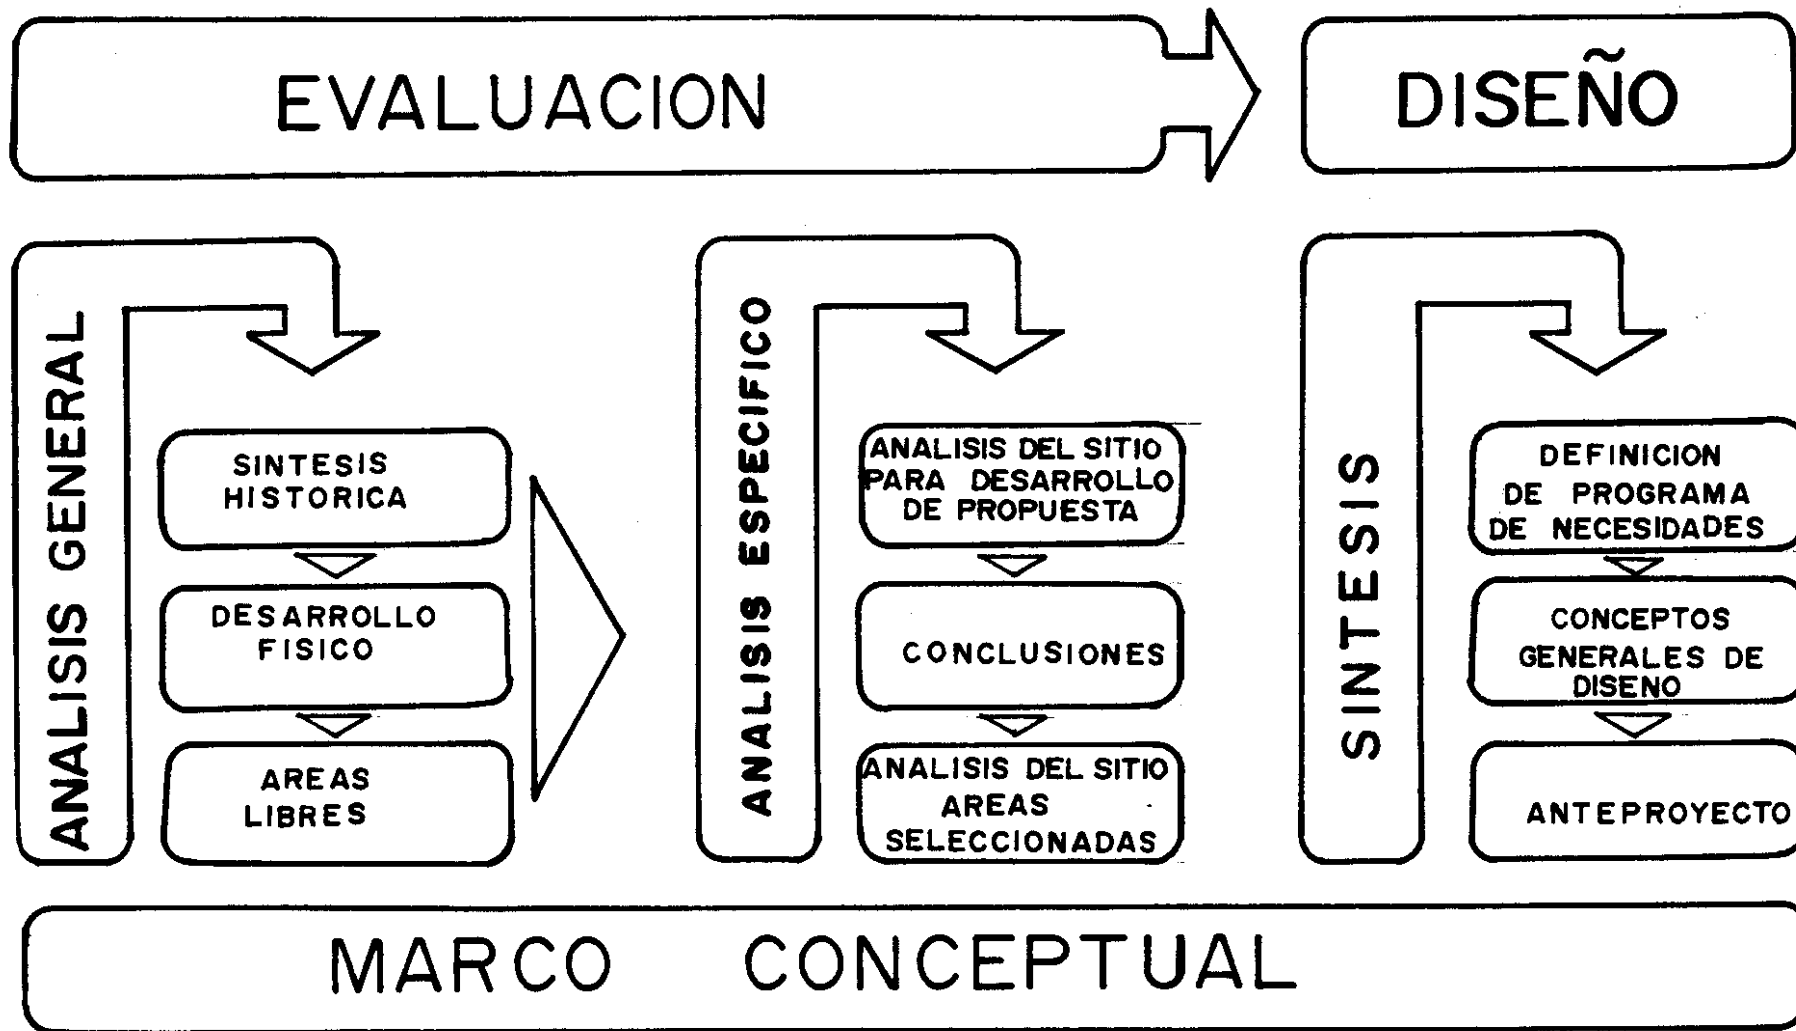 EVALUACION
DISEÑO
ANALISIS GENERAL
SINTESIS
HISTORICA
DESARROLLO
FISICO
AREAS
LIBRES
ANALISIS ESPECIFICO
ANALISIS DEL SITIO
PARA DESARROLLO
DE PROPUESTA
CONCLUSIONES
ANALISIS DEL SITIO
AREAS
SELECCIONADAS
SINTESIS
DEFINICION
DE PROGRAMA
DE NECESIDADES
CONCEPTOS
GENERALES DE
DISENO
ANTEPROYECTO
MARCO CONCEPTUAL